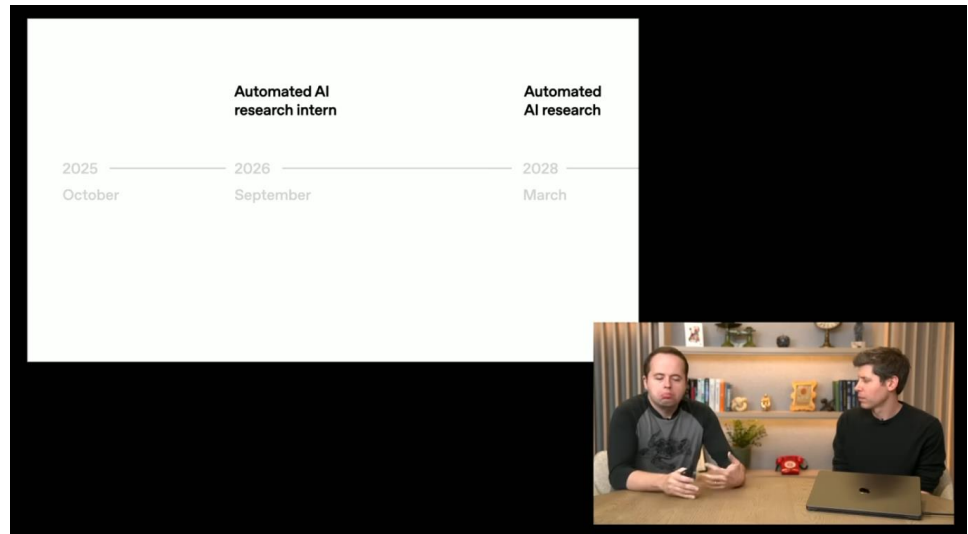 Automated AI
research intern
Automated
AI research
2025
2026
2028
October
September
March